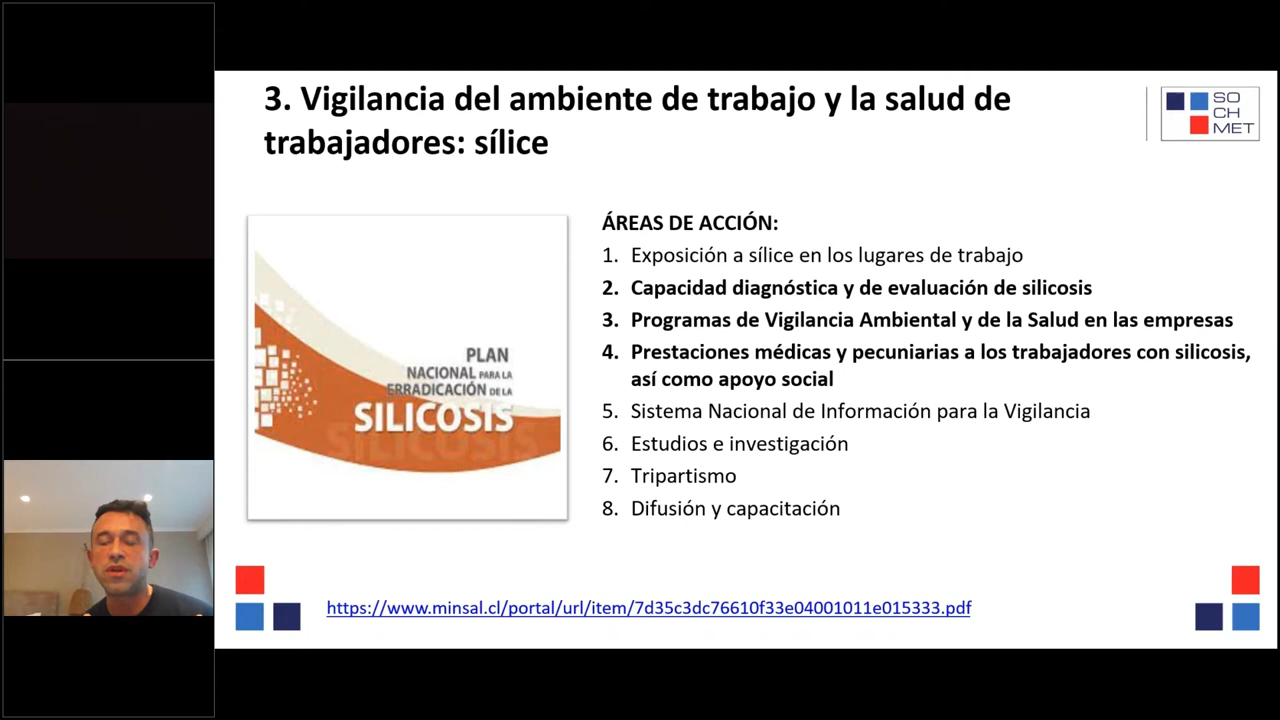 3. Vigilancia del ambiente de trabajo y la salud de
trabajadores: sílice
SO
CH
MET
PLAN
NACIONAL PARA LA
ERRADICACIÓN DE LA
SILICOSIS
SILICOSIS
ÁREAS DE ACCIÓN:
1. Exposición a sílice en los lugares de trabajo
2. Capacidad diagnóstica y de evaluación de silicosis
3. Programas de Vigilancia Ambiental y de la Salud en las empresas
4. Prestaciones médicas y pecuniarias a los trabajadores con silicosis,
así como apoyo social
5. Sistema Nacional de Información para la Vigilancia
6. Estudios e investigación
7. Tripartismo
8. Difusión y capacitación
https://www.minsal.cl/portal/url/item/7d35c3dc76610f33e04001011e015333.pdf